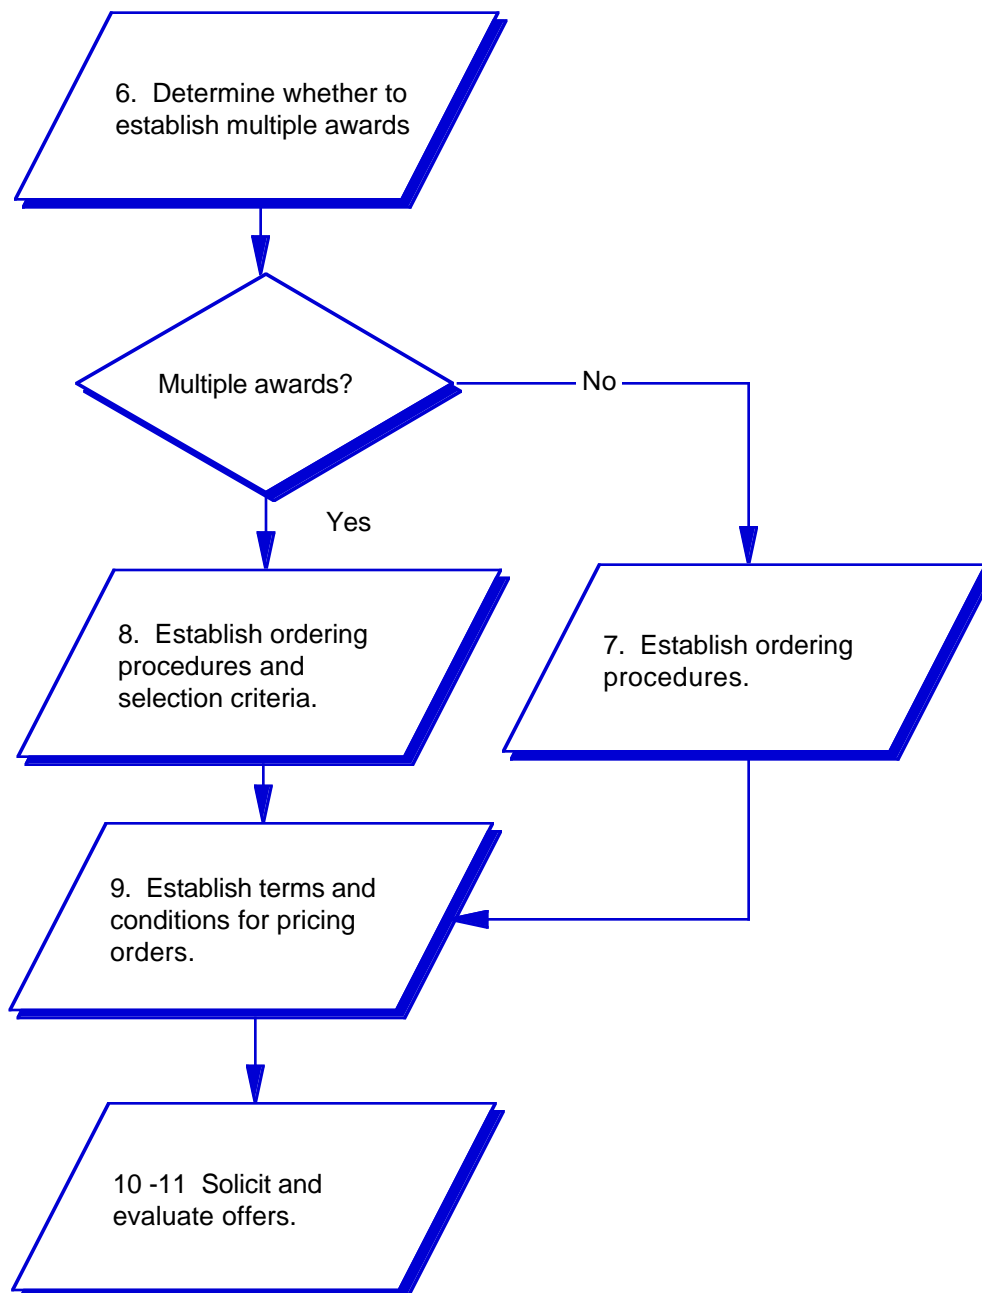 6.  Determine whether to
establish multiple awards
Multiple awards?
No
Yes
8.  Establish ordering
procedures and
selection criteria.
7.  Establish ordering
procedures.
9.  Establish terms and
conditions for pricing
orders.
10 -11  Solicit and
evaluate offers.